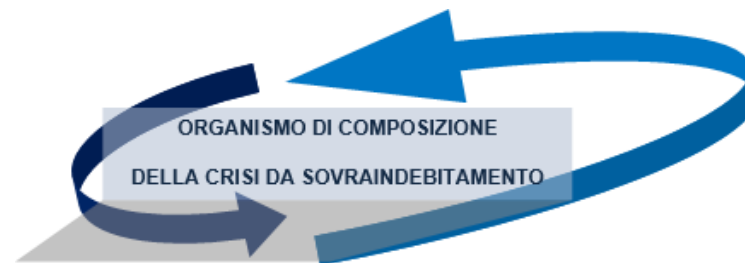 ORGANISMO DI COMPOSIZIONE
DELLA CRISI DA SOVRAINDEBITAMENTO